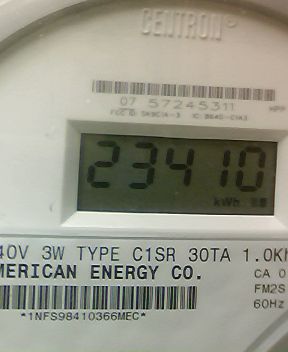 CENTRON®
07 57245311
23410
kWh
40V 3W TYPE C1SR 30TA 1.0Kh
MERICAN ENERGY CO.
CA 0
FM2S
60Hz
*1NFS98410366MEC*